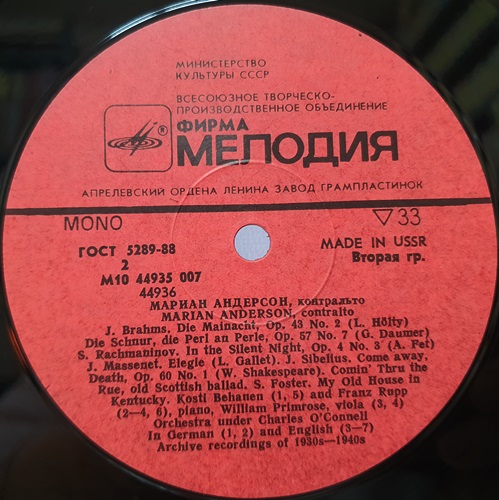 МИНИСТЕРСТВО
КУЛЬТУРЫ СССР
ВСЕСОЮЗНОЕ ТВОРЧЕСКО-
ПРОИЗВОДСТВЕННОЕ ОБЪЕДИНЕНИЕ
ФИРМА
® МЕЛОДИЯ
АПРЕЛЕВСКИЙ ОРДЕНА ЛЕНИНА ЗАВОД ГРАМПЛАСТИНОК
MONO ▽33
ГОСТ 5289-88 MADE IN USSR
2 Вторая гр.
М10 44935 007
44936
МАРИАН АНДЕРСОН, контральто
MARIAN ANDERSON, contralto
J. Brahms. Die Mainacht, Op. 43 No. 2 (L. Hölty)
Die Schnur, die Perl an Perle, Op. 57 No. 7 (G. Daumer)
S. Rachmaninov. In the Silent Night, Op. 4 No. 3 (A. Fet)
J. Massenet. Elegie (L. Gallet). J. Sibelius. Come away,
Death, Op. 60 No. 1 (W. Shakespeare). Comin' Thru the
Rue, old Scottish ballad. S. Foster. My Old House in
Kentucky. Kosti Behanen (1, 5) and Franz Rupp
(2—4, 6), piano, William Primrose, viola (3, 4)
Orchestra under Charles O'Connell
In German (1, 2) and English (3—7)
Archive recordings of 1930s—1940s